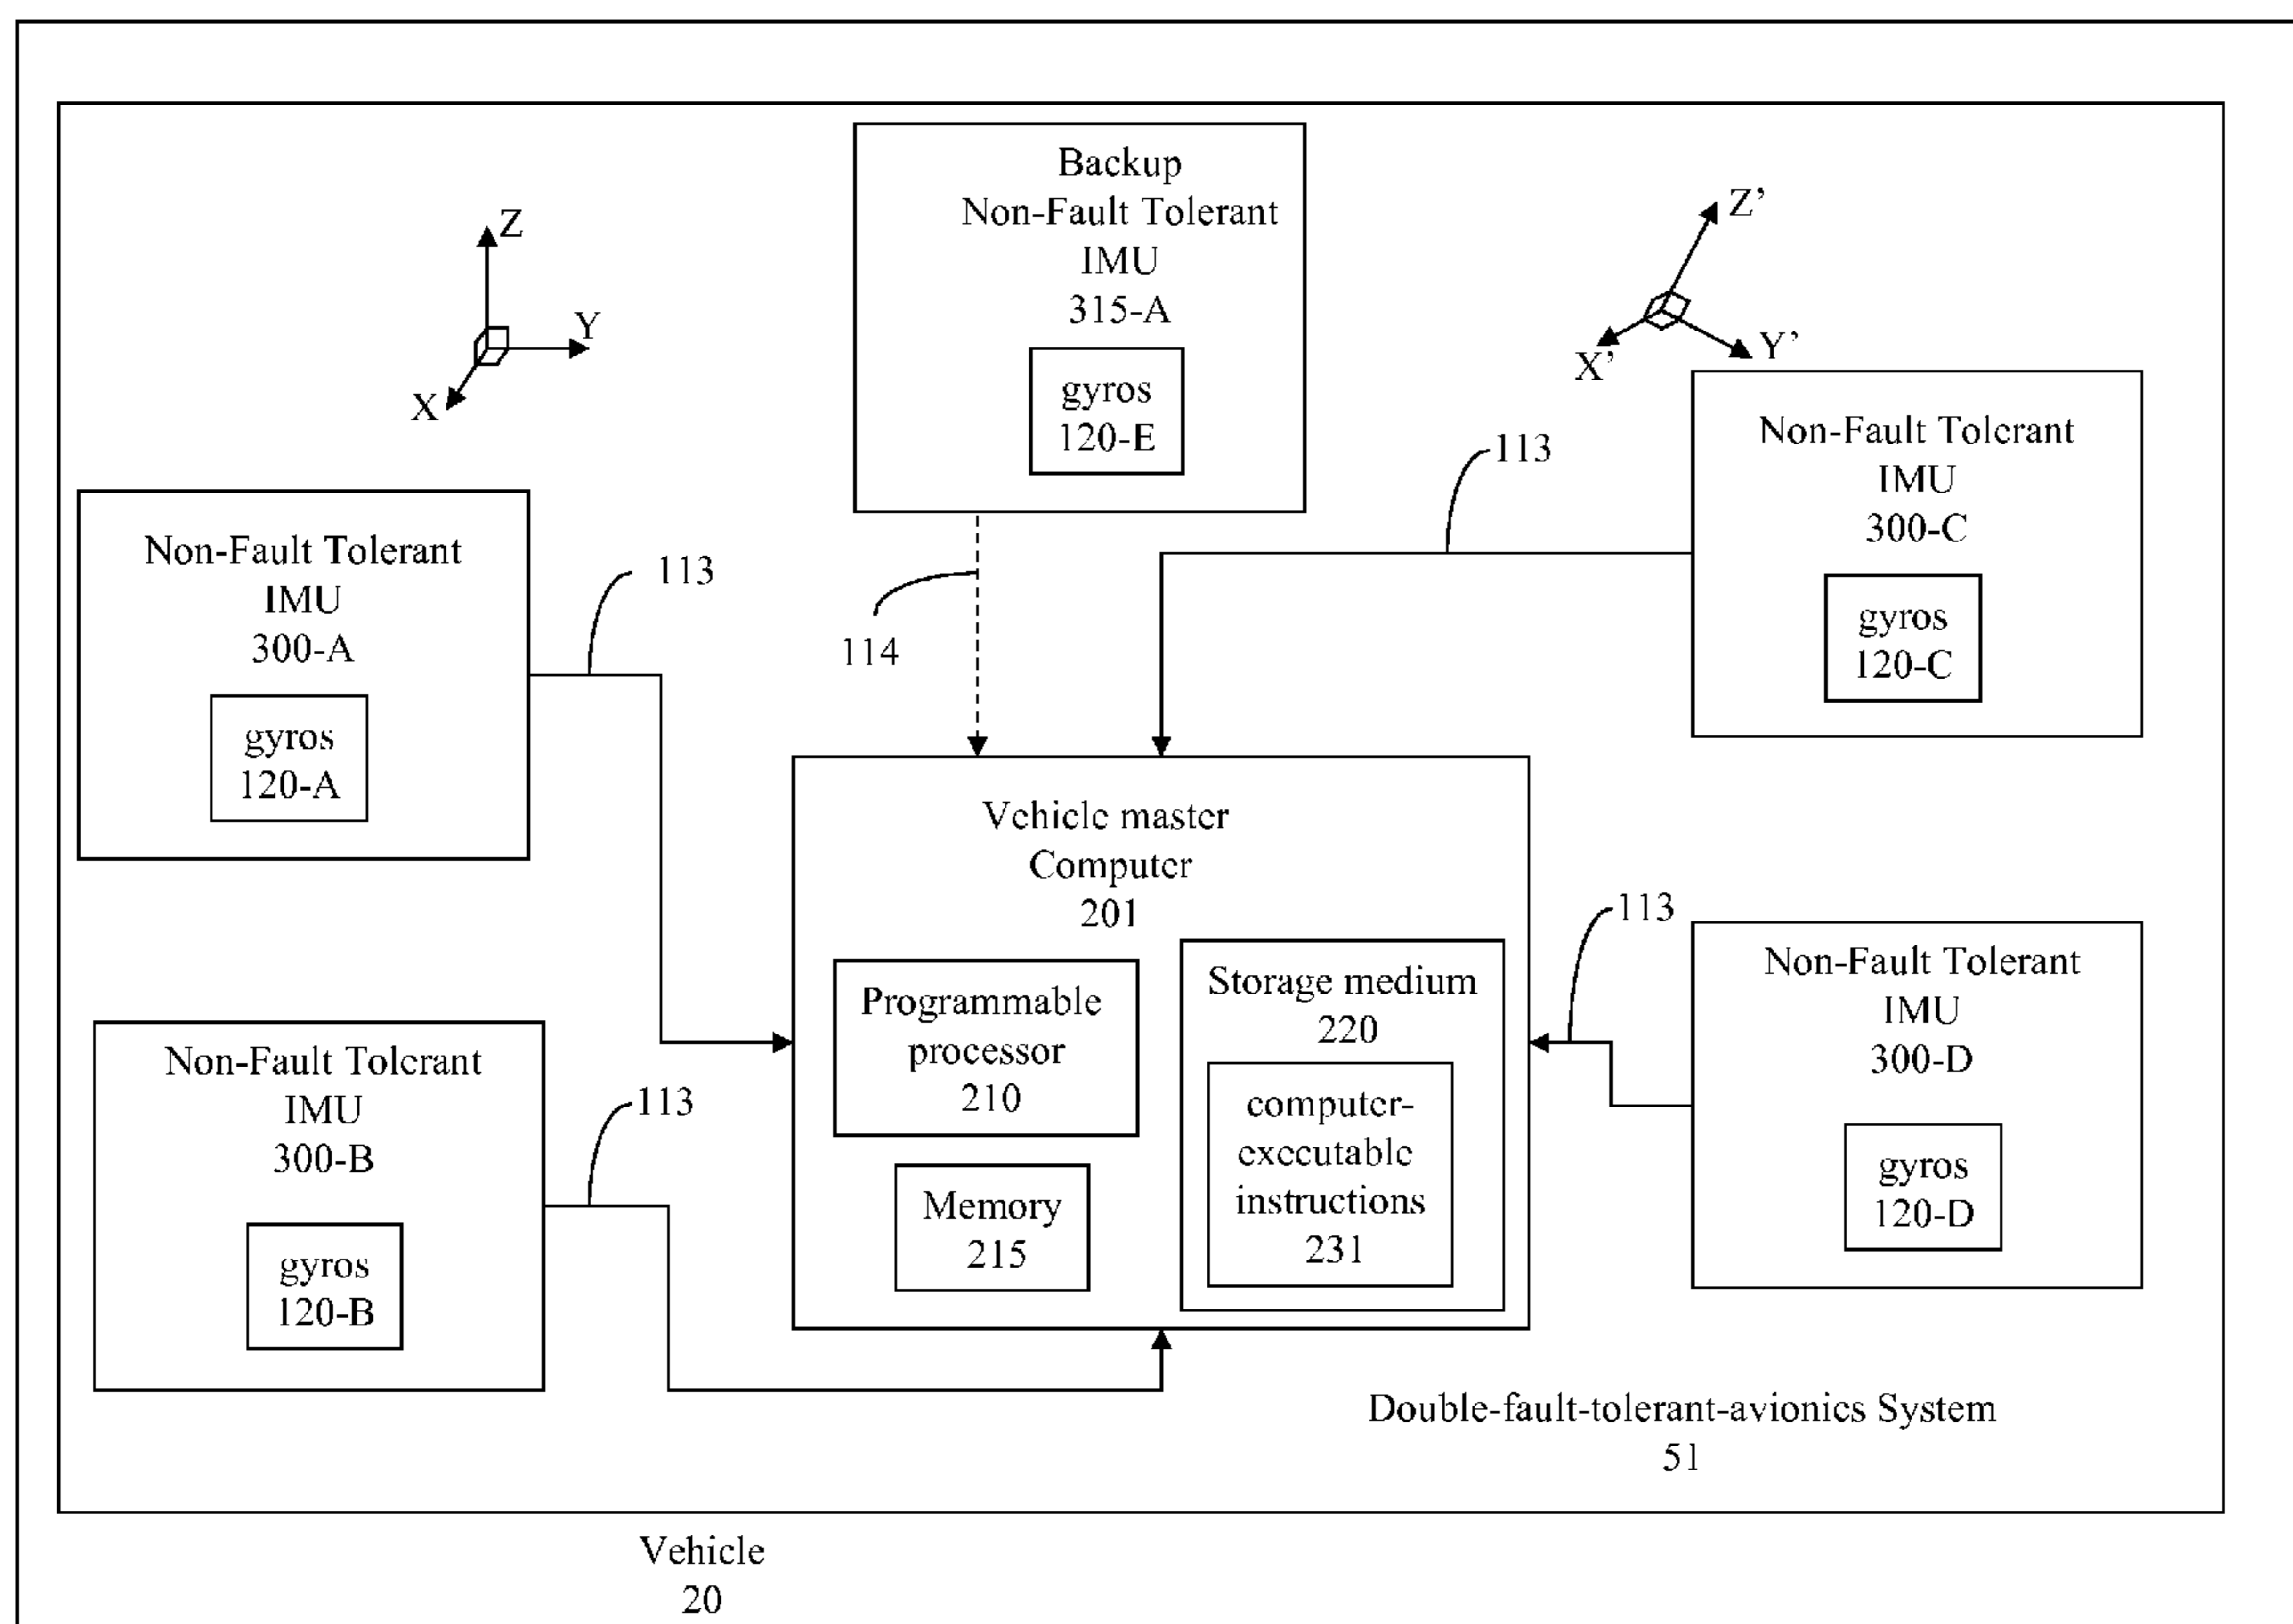 Backup
Non-Fault Tolerant
IMU
315-A
gyros
120-E
Z
Y
X
Z’
Y’
X’
Non-Fault Tolerant
IMU
300-A
gyros
120-A
113
114
113
Non-Fault Tolerant
IMU
300-C
gyros
120-C
Vehicle master
Computer
201
Programmable
processor
210
Memory
215
Storage medium
220
computer-
executable
instructions
231
Non-Fault Tolerant
IMU
300-B
gyros
120-B
113
113
Non-Fault Tolerant
IMU
300-D
gyros
120-D
Double-fault-tolerant-avionics System
51
Vehicle
20